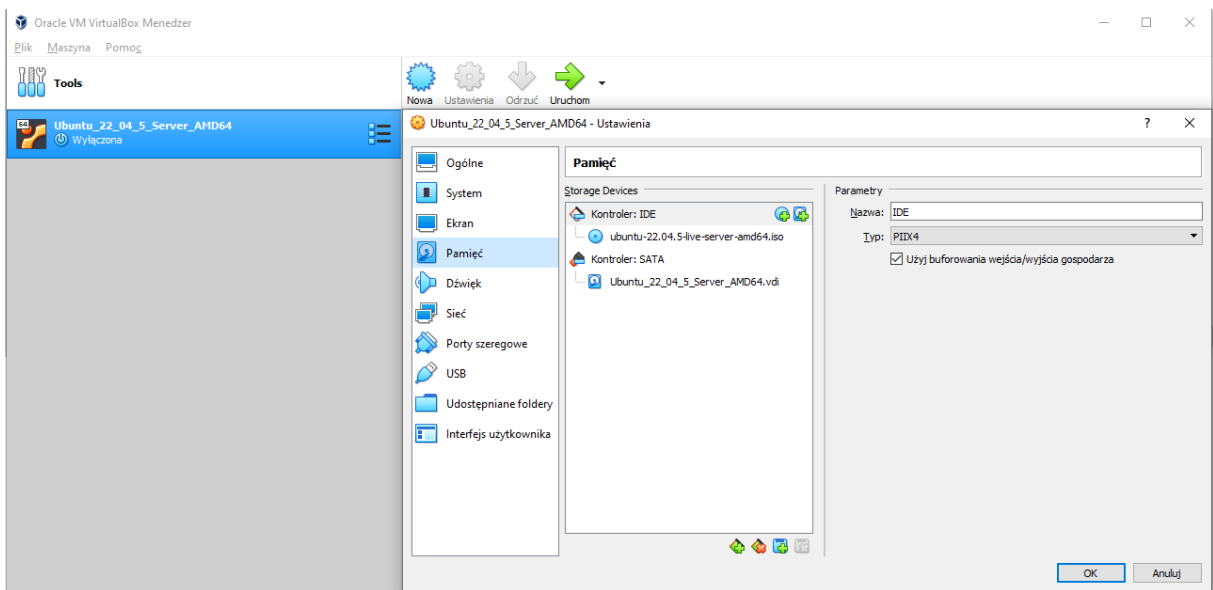 Oracle VM VirtualBox Menedżer
Plik Maszyna Pomoc
Tools
Nowa Ustawienia Odrzuć Uruchom
64
Ubuntu_22_04_5_Server_AMD64
Wyłączona
Ubuntu_22_04_5_Server_AMD64 - Ustawienia ?
Ogólne
System
Ekran
Pamięć
Dźwięk
Sieć
Porty szeregowe
USB
Udostępniane foldery
Interfejs użytkownika
Pamięć
Storage Devices
Kontroler: IDE
ubuntu-22.04.5-live-server-amd64.iso
Kontroler: SATA
Ubuntu_22_04_5_Server_AMD64.vdi
Parametry
Nazwa: IDE
Typ: PIIX4
Użyj buforowania wejścia/wyjścia gospodarza
OK Anuluj